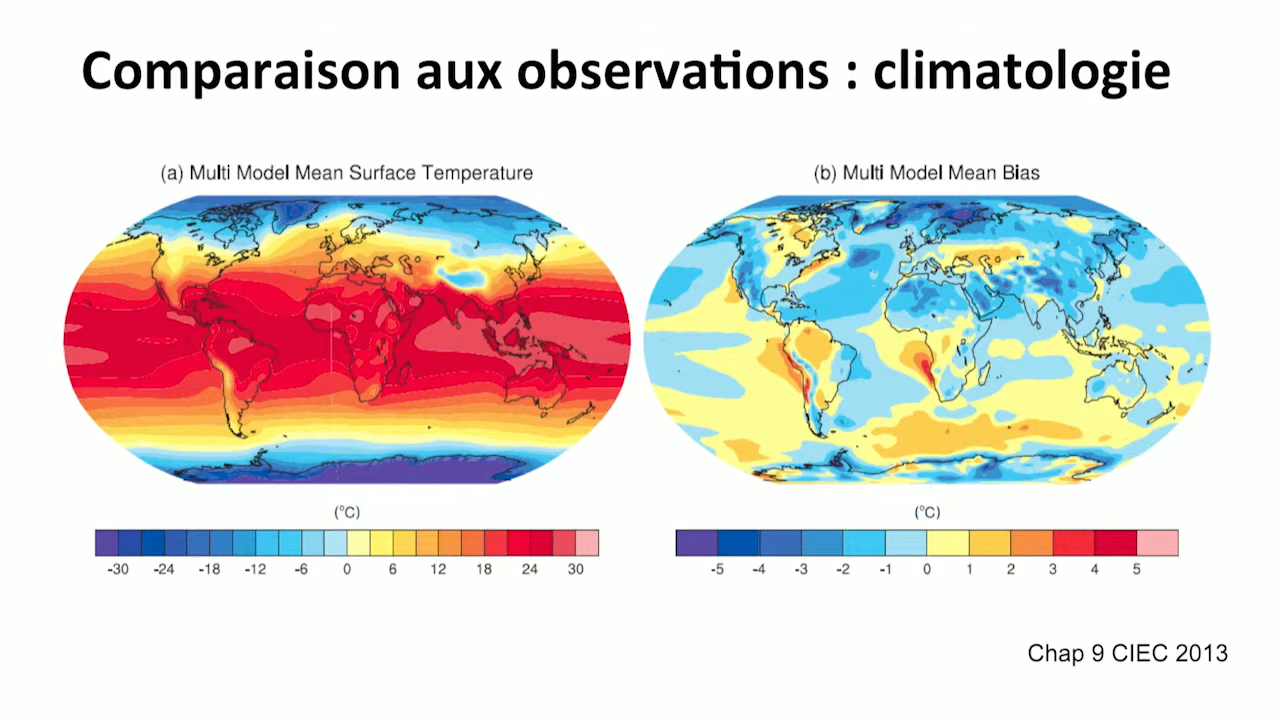 Comparaison aux observations : climatologie
(a) Multi Model Mean Surface Temperature
(b) Multi Model Mean Bias
(°C)
-30 -24 -18 -12 -6 0 6 12 18 24 30
(°C)
-5 -4 -3 -2 -1 0 1 2 3 4 5
Chap 9 CIEC 2013